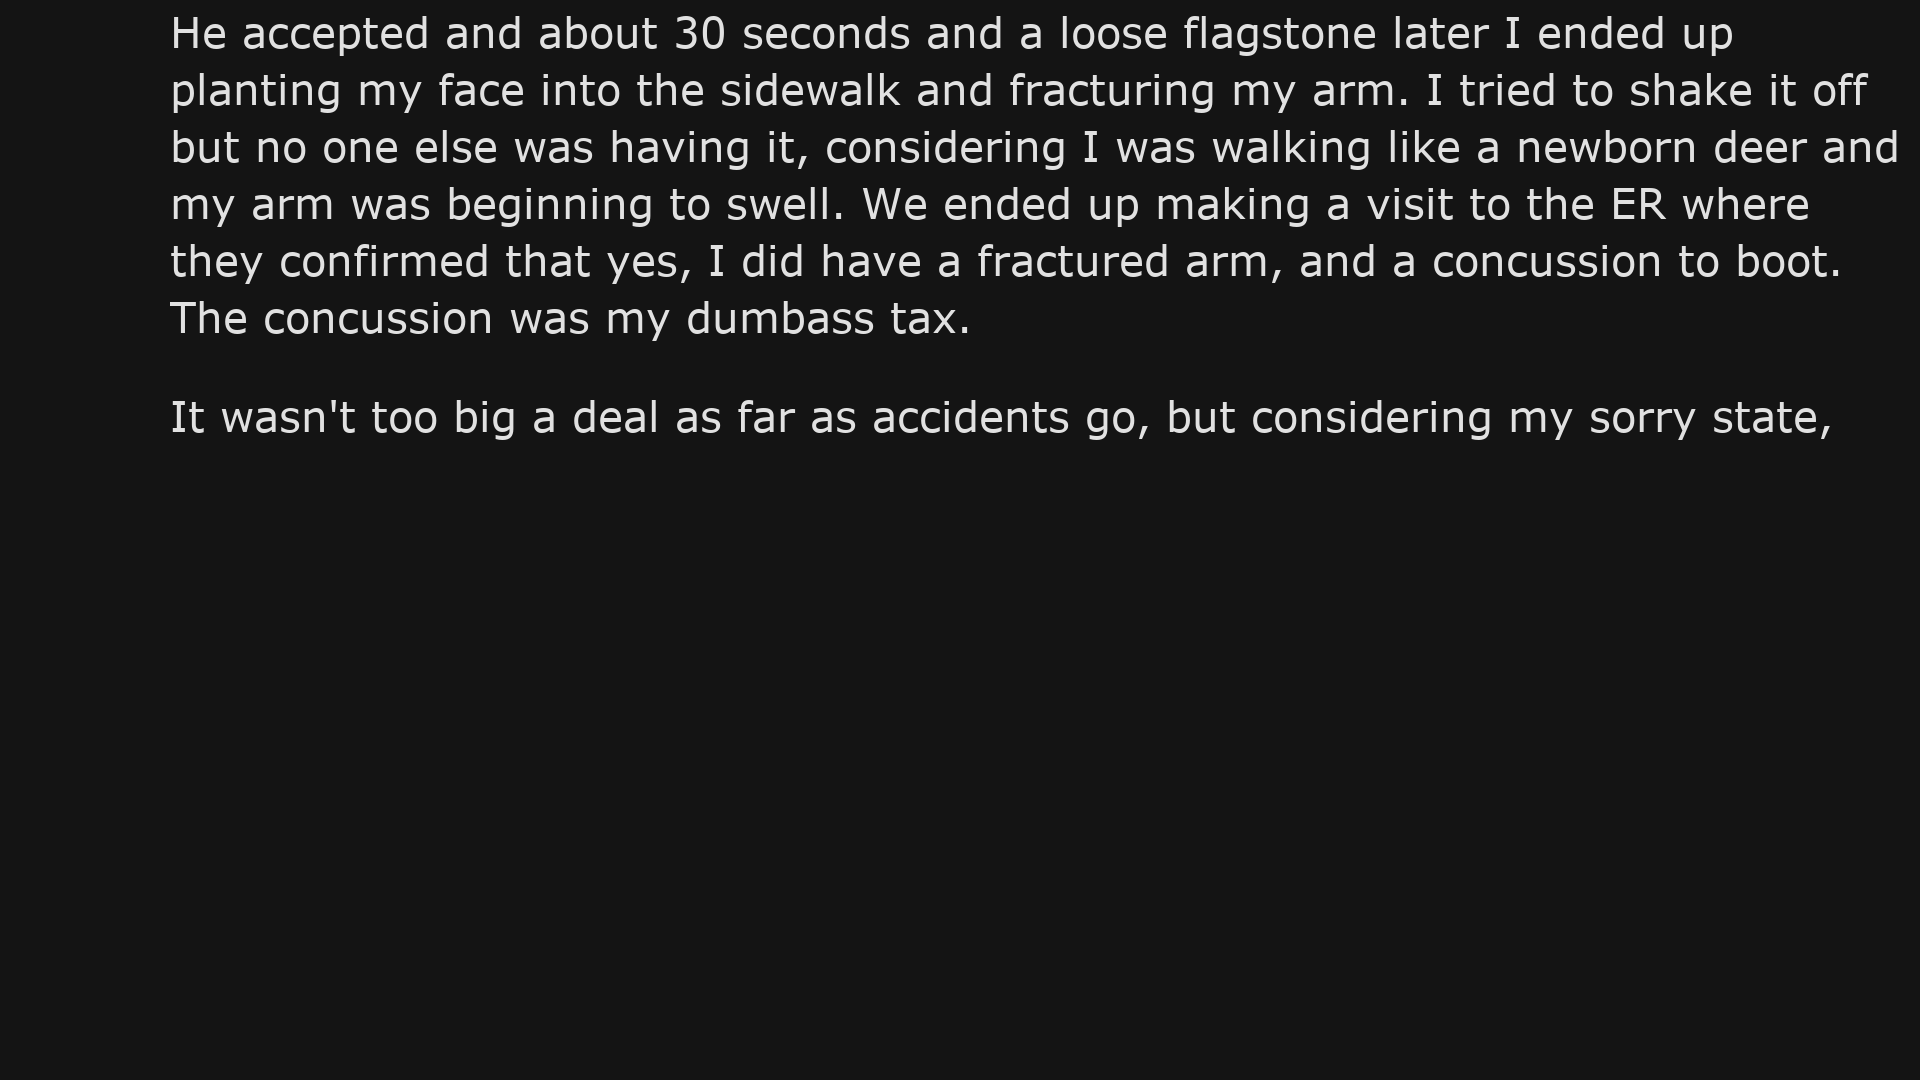 He accepted and about 30 seconds and a loose flagstone later I ended up
planting my face into the sidewalk and fracturing my arm. I tried to shake it off
but no one else was having it, considering I was walking like a newborn deer and
my arm was beginning to swell. We ended up making a visit to the ER where
they confirmed that yes, I did have a fractured arm, and a concussion to boot.
The concussion was my dumbass tax.
It wasn't too big a deal as far as accidents go, but considering my sorry state,